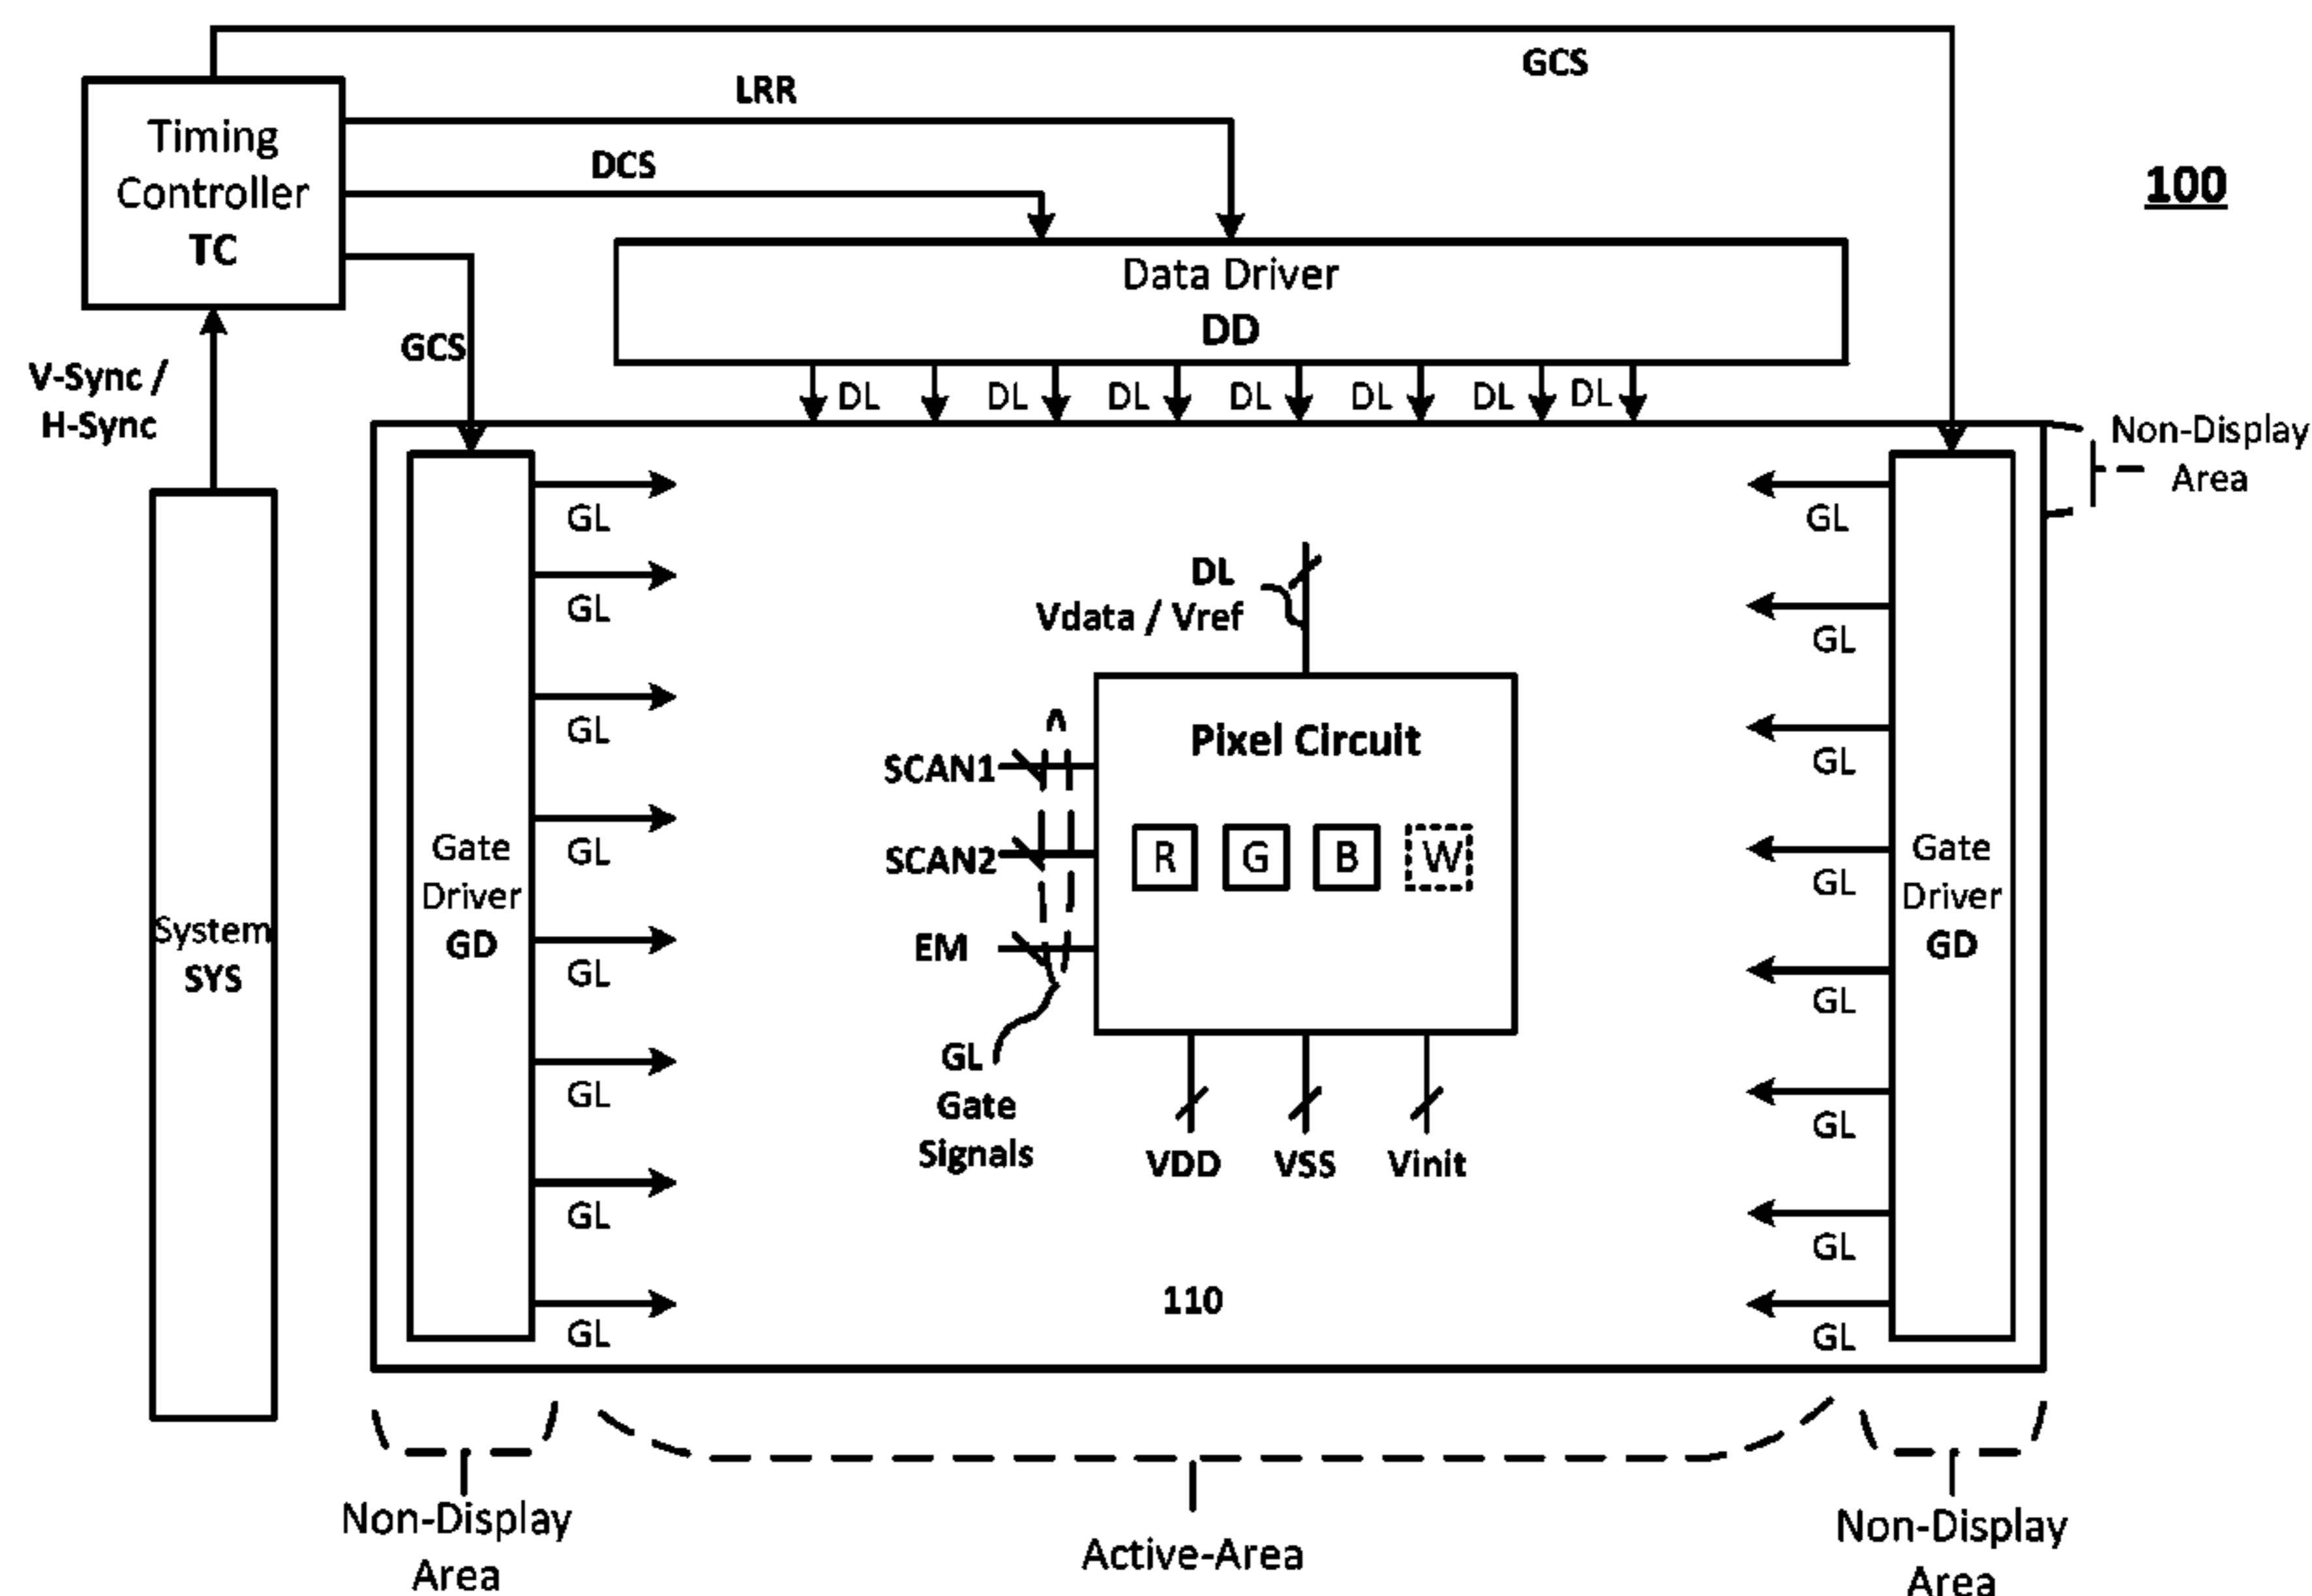 GCS
LRR
DCS
Timing
Controller
TC
100
Data Driver
DD
GCS
V-Sync /
H-Sync
DL DL DL DL DL DL DL
Non-Display
Area
GL
GL
GL
GL
GL
GL
GL
GL
Gate
Driver
GD
System
SYS
DL
Vdata / Vref
Pixel Circuit
SCAN1
SCAN2
EM
R G B W
GL
Gate
Signals
VDD VSS Vinit
110
GL
GL
GL
GL
GL
GL
GL
GL
Gate
Driver
GD
Non-Display
Area
Active-Area
Non-Display
Area